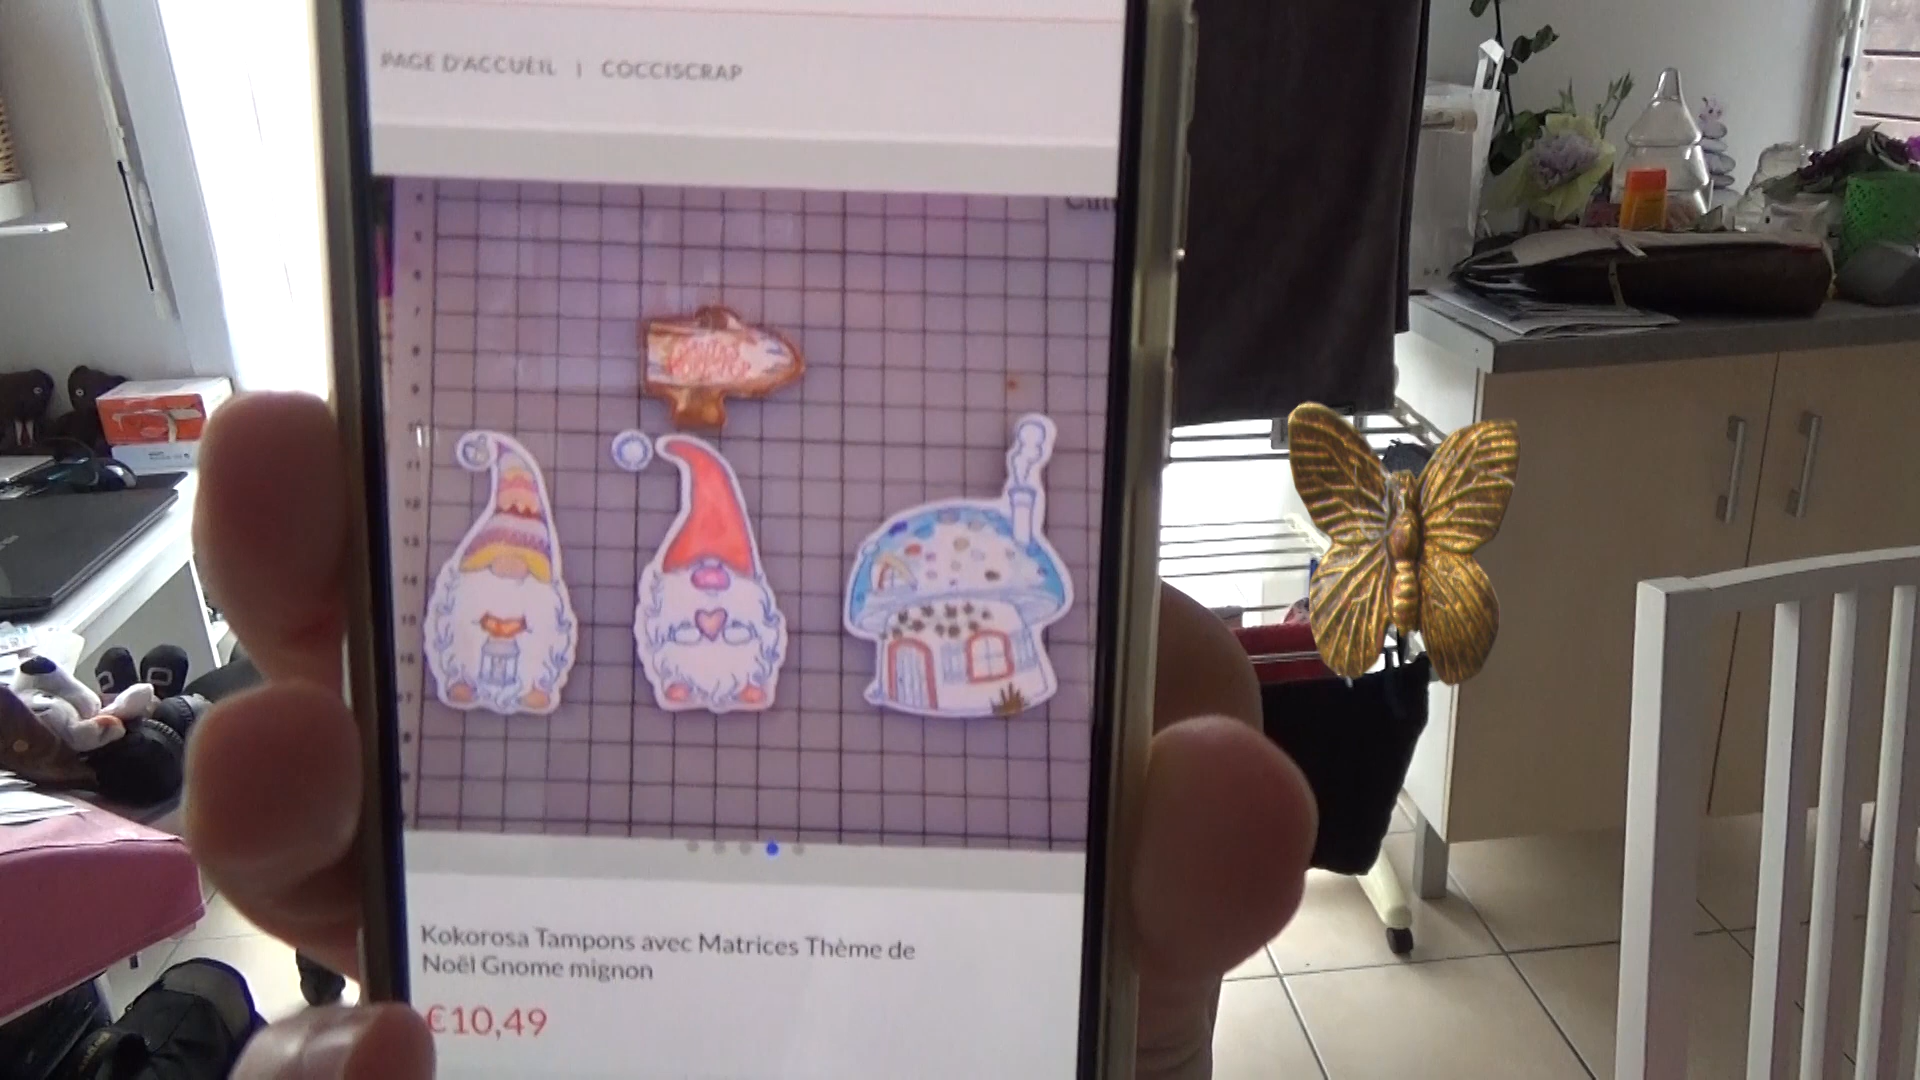 PAGE D'ACCUEIL | COCCISCRAP
Kokorosa Tampons avec Matrices Thème de
Noël Gnome mignon
€10,49